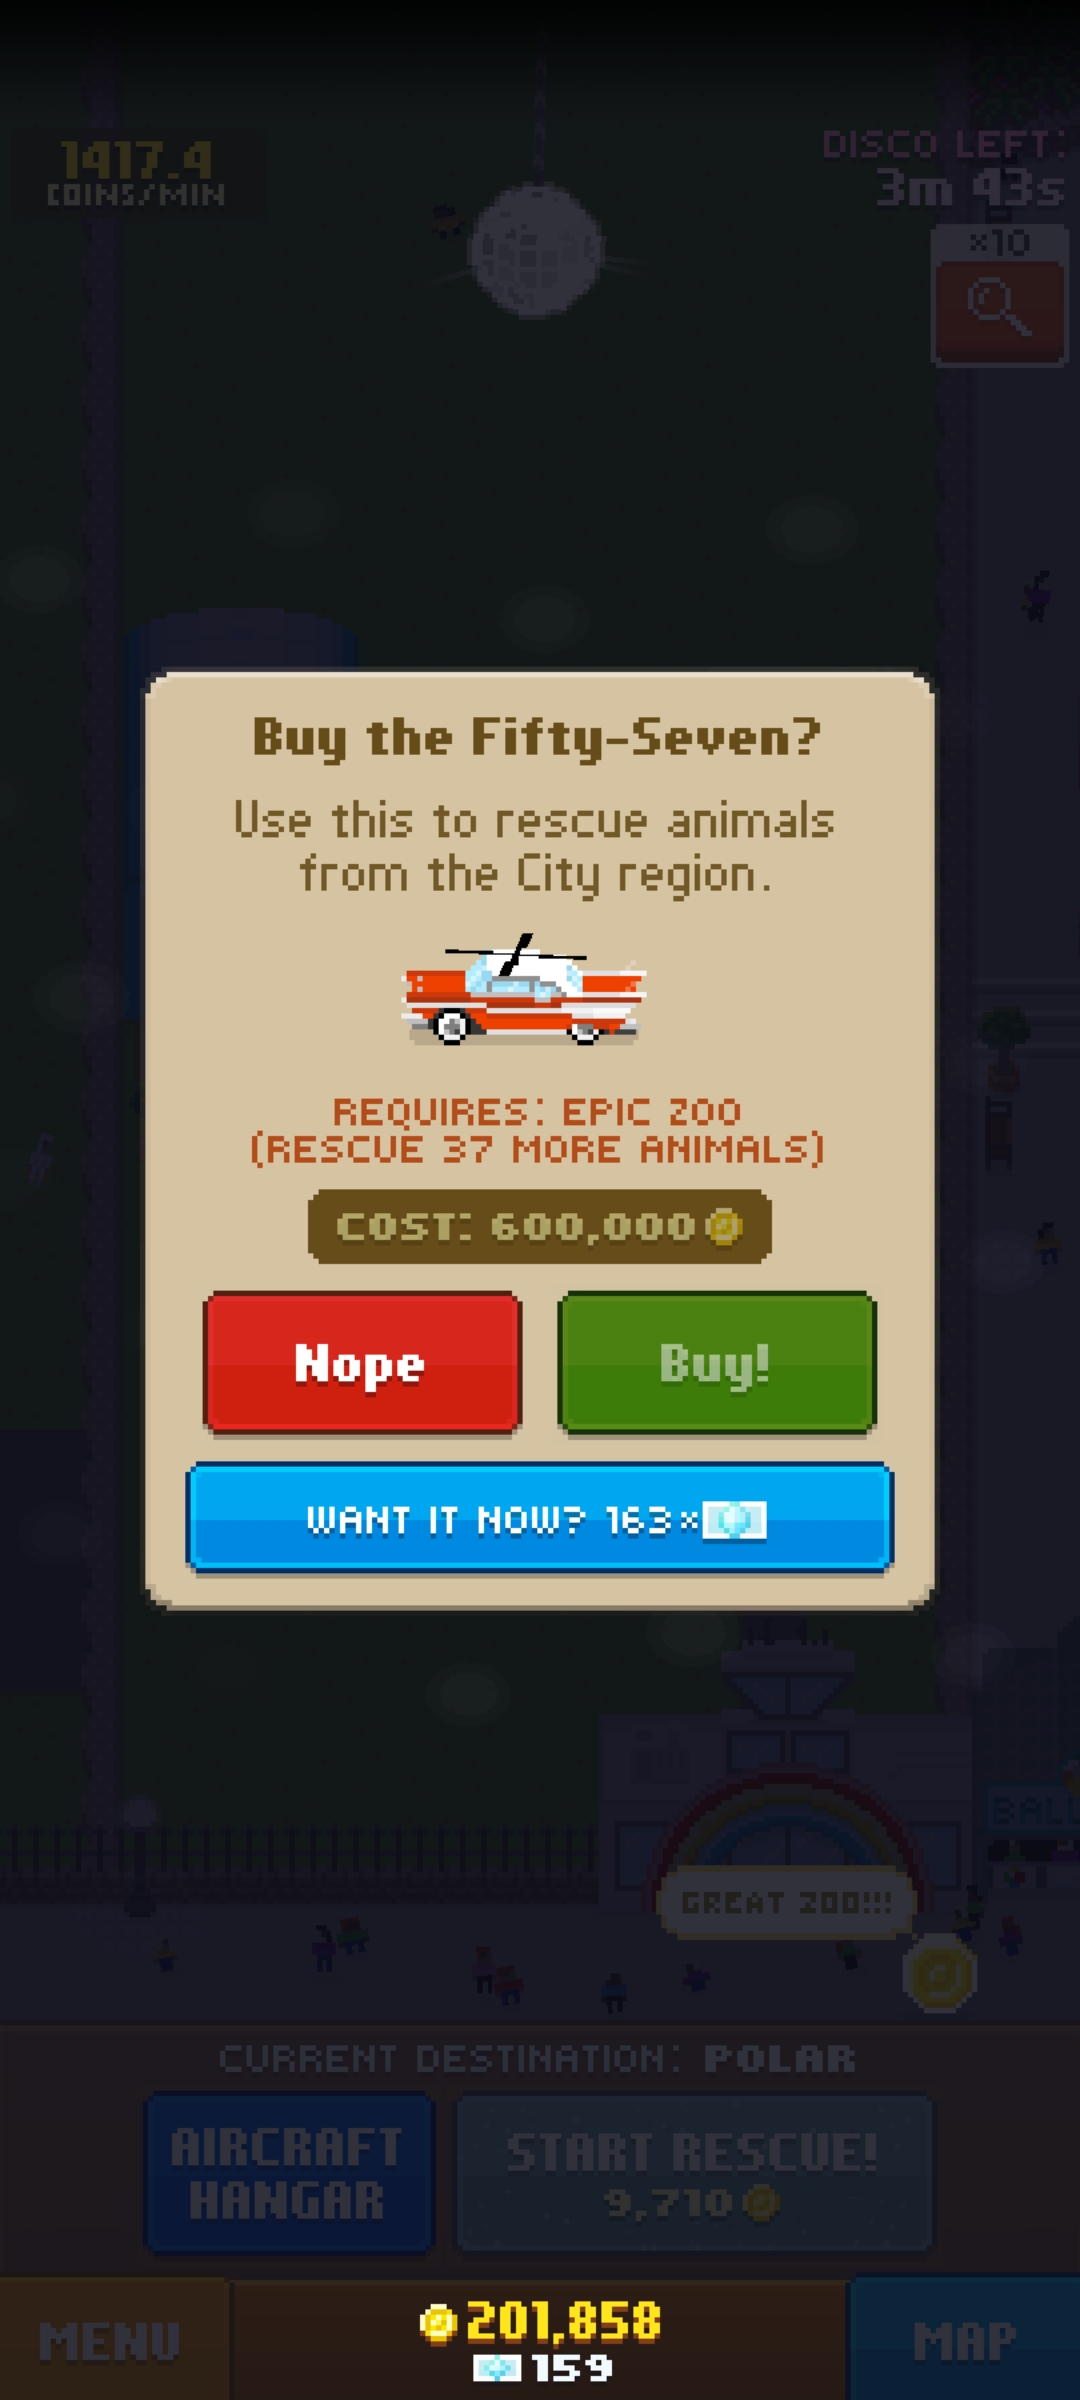 1417.4
COINS/MIN
DISCO LEFT:
3m 43s
×10
Buy the Fifty-Seven?
Use this to rescue animals
from the City region.
REQUIRES: EPIC ZOO
(RESCUE 37 MORE ANIMALS)
COST: 600,000
Nope
Buy!
WANT IT NOW? 163×
BALL
GREAT ZOO!!!
CURRENT DESTINATION: POLAR
AIRCRAFT
HANGAR
START RESCUE!
9,710
MENU
201,858
159
MAP